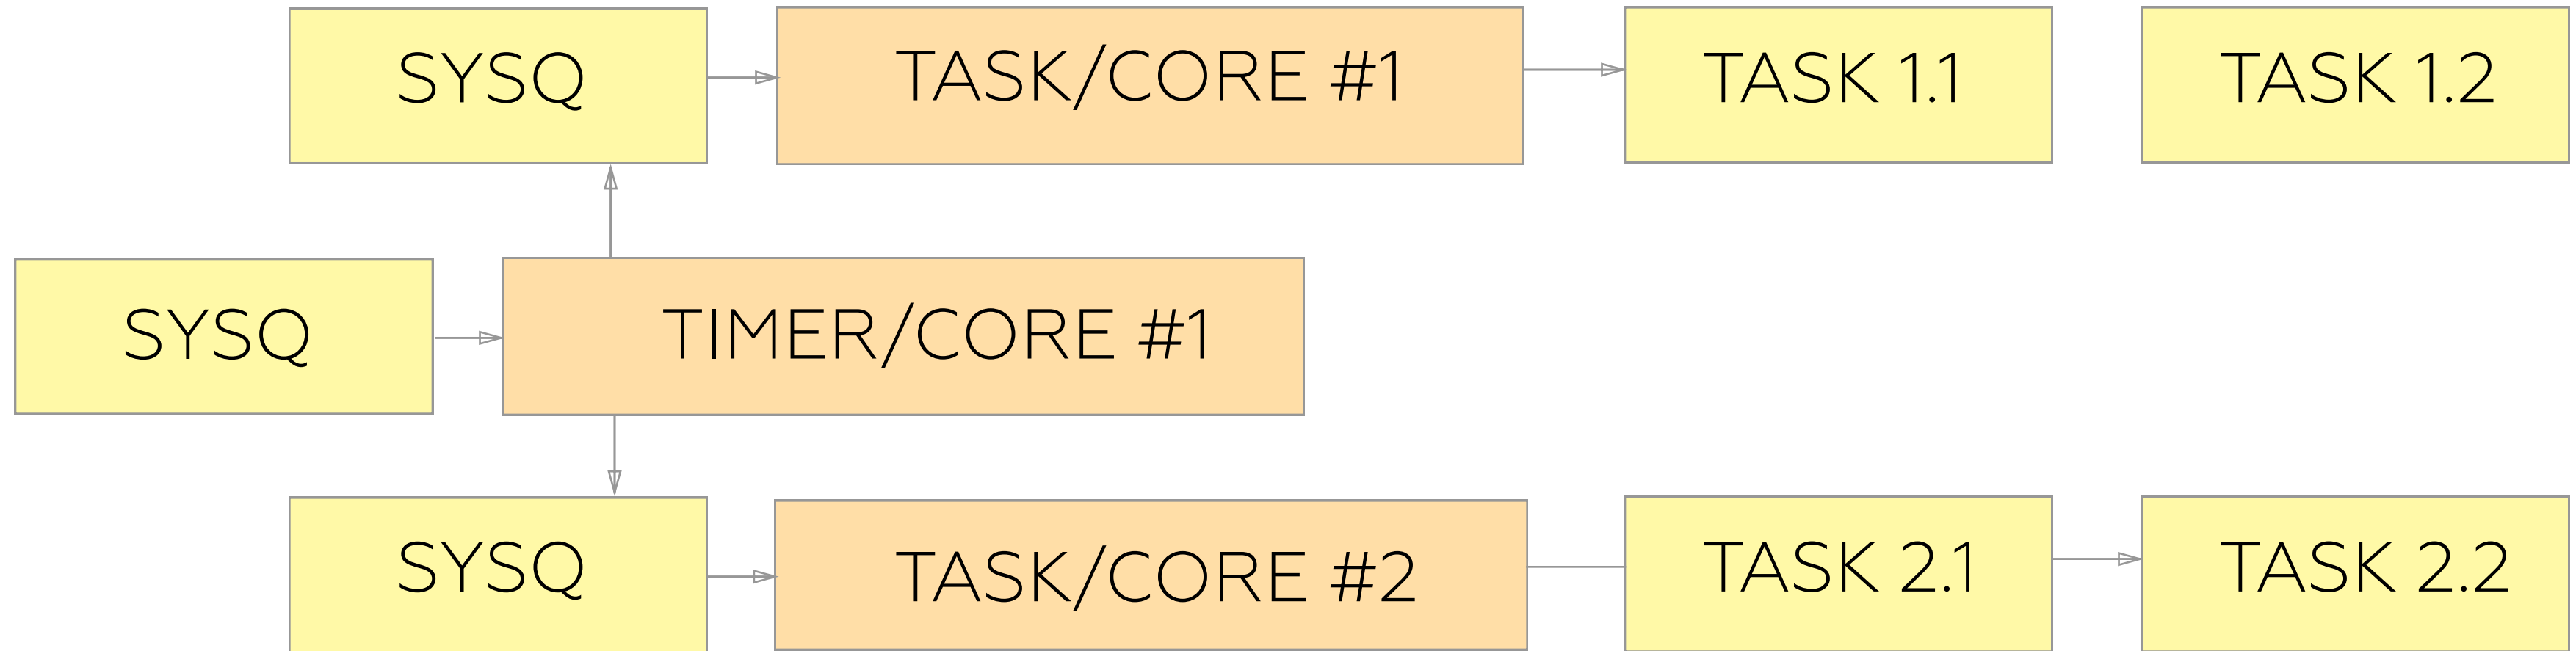 SYSQ
TASK/CORE #1
TASK 1.1
TASK 1.2
SYSQ
TIMER/CORE #1
SYSQ
TASK/CORE #2
TASK 2.1
TASK 2.2